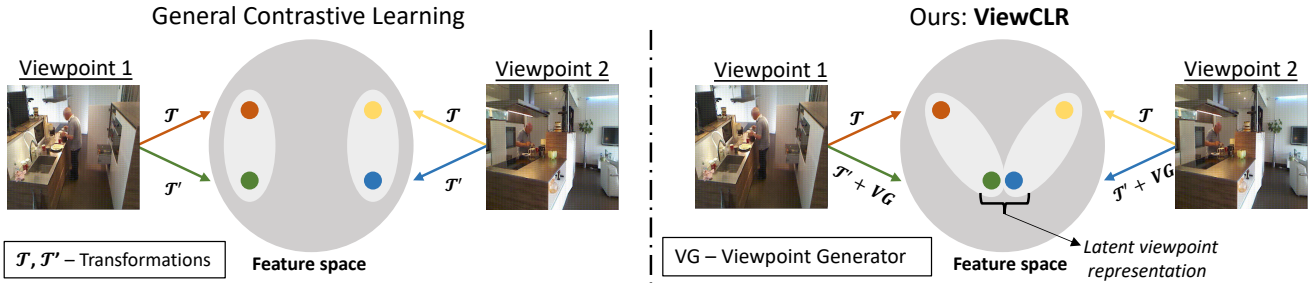 General Contrastive Learning
Viewpoint 1
Viewpoint 2
𝒯
𝒯
𝒯'
𝒯'
𝒯, 𝒯' – Transformations
Feature space
Ours: ViewCLR
Viewpoint 1
Viewpoint 2
𝒯
𝒯
𝒯' + VG
𝒯' + VG
VG – Viewpoint Generator
Feature space
Latent viewpoint
representation